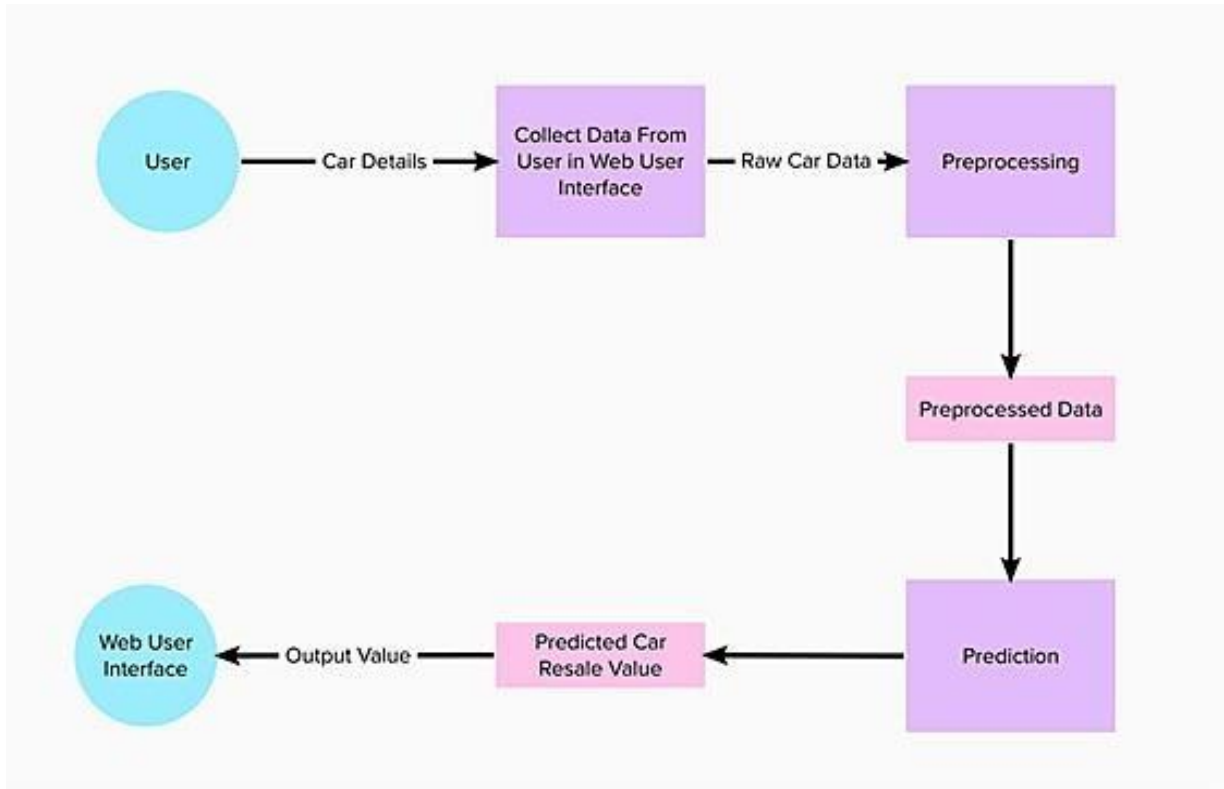 User
Car Details
Collect Data From
User in Web User
Interface
Raw Car Data
Preprocessing
Preprocessed Data
Prediction
Predicted Car
Resale Value
Output Value
Web User
Interface